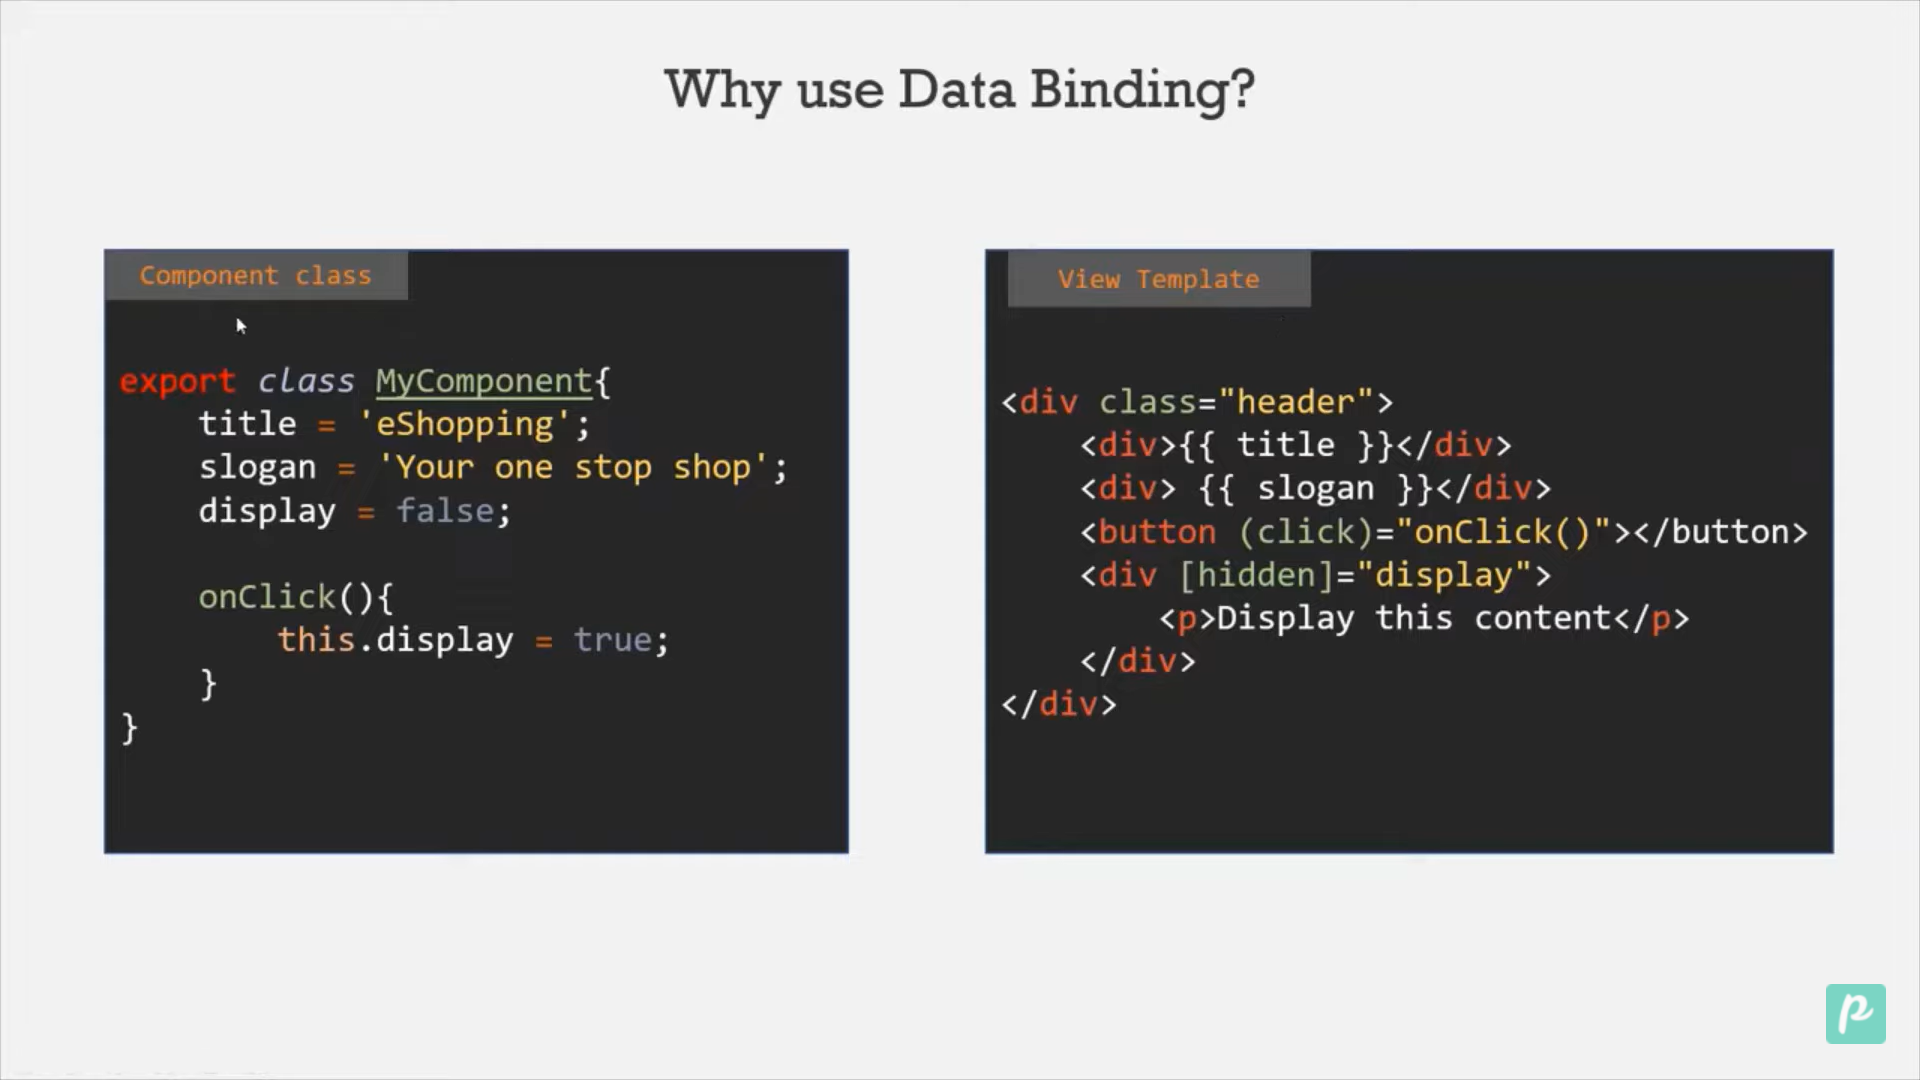 Why use Data Binding?
Component class
export class MyComponent{
title = 'eShopping';
slogan = 'Your one stop shop';
display = false;
onClick(){
this.display = true;
}
}
View Template
<div class="header">
<div>{{ title }}</div>
<div> {{ slogan }}</div>
<button (click)="onClick()"></button>
<div [hidden]="display">
<p>Display this content</p>
</div>
</div>
p